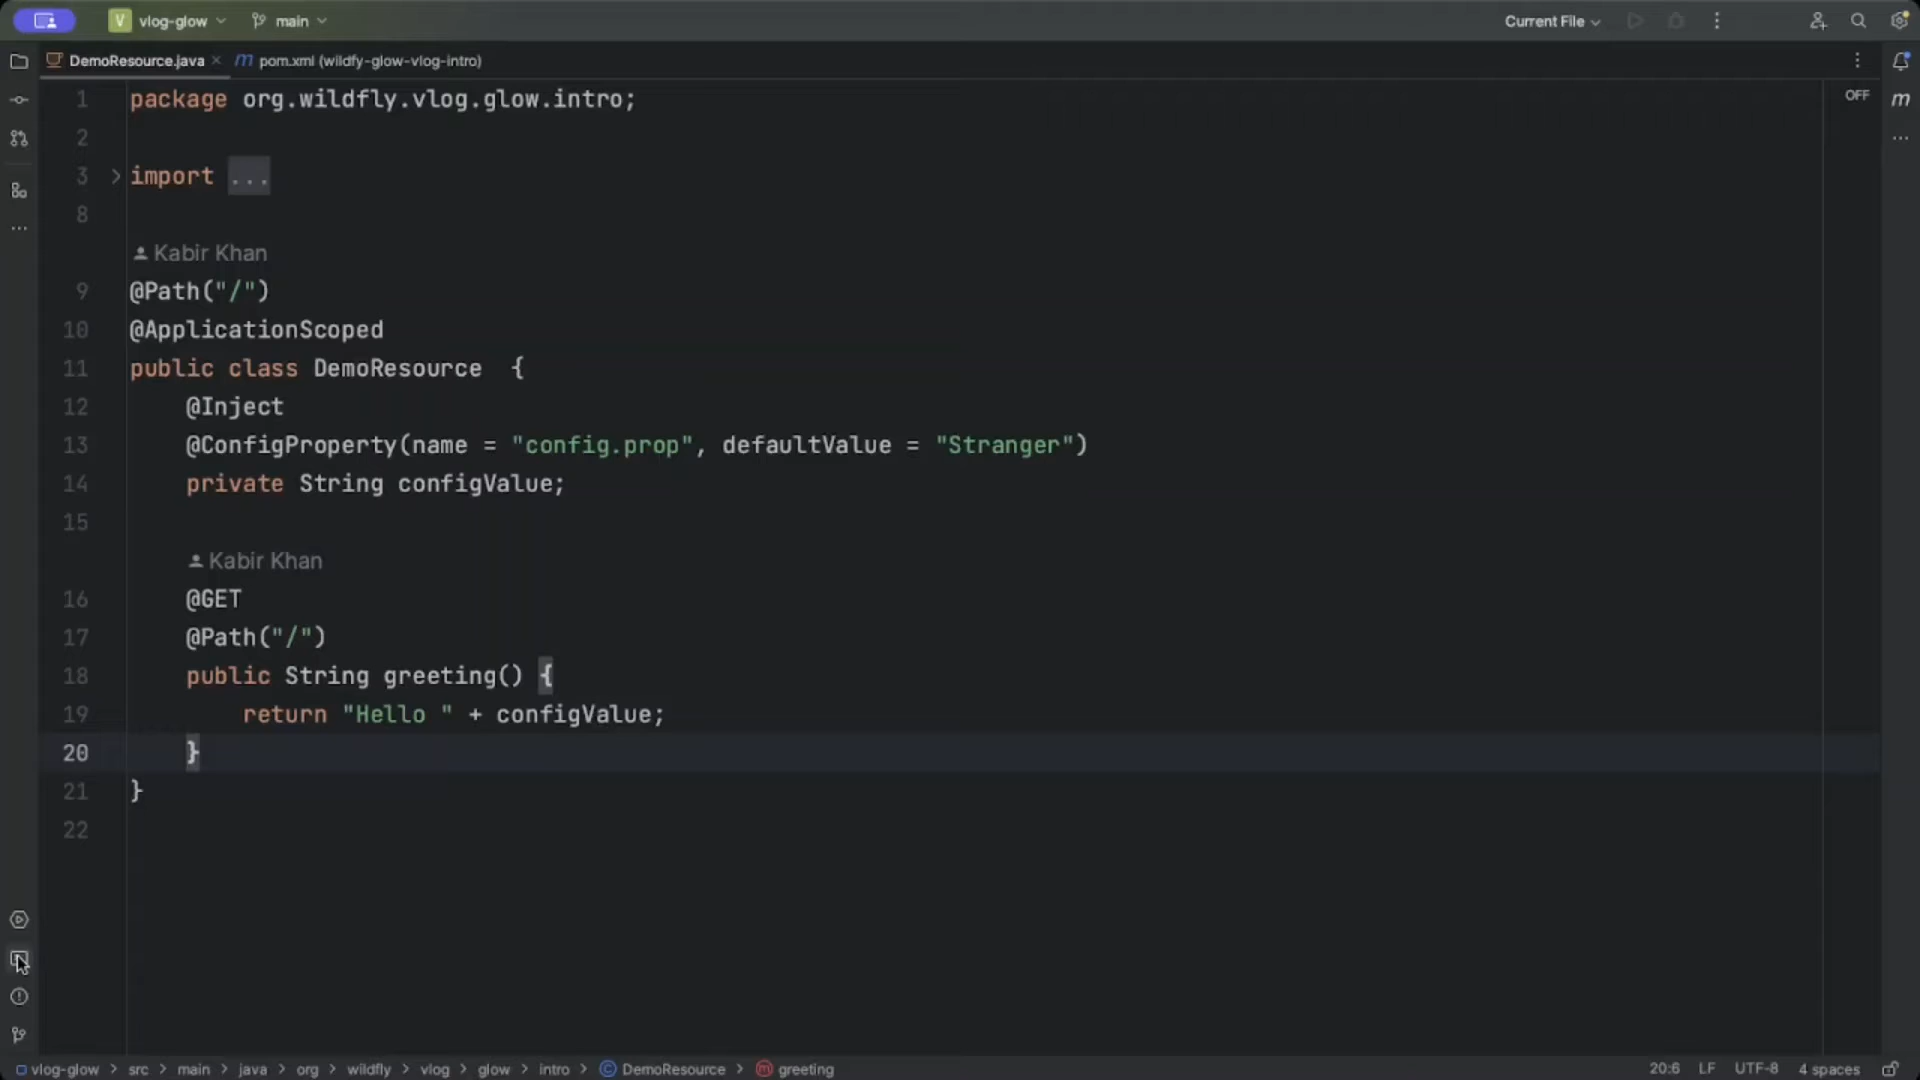 V vlog-glow main Current File
DemoResource.java pom.xml (wildfly-glow-vlog-intro)
1 package org.wildfly.vlog.glow.intro; OFF
2
3 import ...
8
Kabir Khan
9 @Path("/")
10 @ApplicationScoped
11 public class DemoResource {
12 @Inject
13 @ConfigProperty(name = "config.prop", defaultValue = "Stranger")
14 private String configValue;
15
Kabir Khan
16 @GET
17 @Path("/")
18 public String greeting() {
19 return "Hello " + configValue;
20 }
21 }
22
vlog-glow > src > main > java > org > wildfly > vlog > glow > intro > DemoResource > greeting 20:6 LF UTF-8 4 spaces